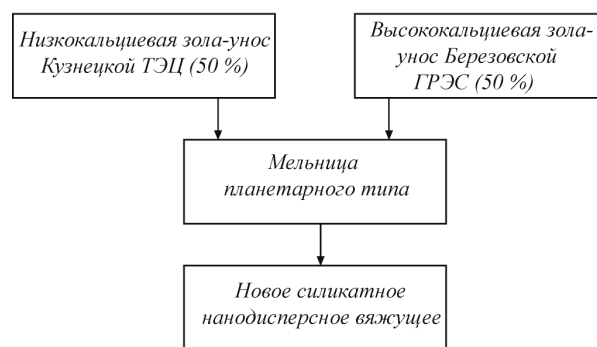 Низкокальциевая зола-унос
Кузнецкой ТЭЦ (50 %)
Высококальциевая зола-
унос Березовской
ГРЭС (50 %)
Мельница
планетарного типа
Новое силикатное
нанодисперсное вяжущее